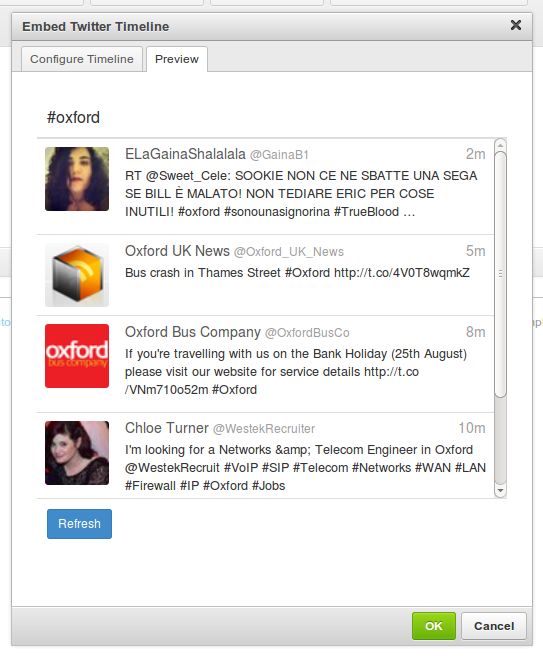 Embed Twitter Timeline
Configure Timeline
Preview
#oxford
ELaGainaShalalala @GainaB1 2m
RT @Sweet_Cele: SOOKIE NON CE NE SBATTE UNA SEGA
SE BILL È MALATO! NON TEDIARE ERIC PER COSE
INUTILI! #oxford #sonounasignorina #TrueBlood …
Oxford UK News @Oxford_UK_News 5m
Bus crash in Thames Street #Oxford http://t.co/4V0T8wqmkZ
oxford
bus company
Oxford Bus Company @OxfordBusCo 8m
If you're travelling with us on the Bank Holiday (25th August)
please visit our website for service details http://t.co
/VNm710o52m #Oxford
Chloe Turner @WestekRecruiter 10m
I'm looking for a Networks &amp; Telecom Engineer in Oxford
@WestekRecruit #VoIP #SIP #Telecom #Networks #WAN #LAN
#Firewall #IP #Oxford #Jobs
Refresh
OK
Cancel